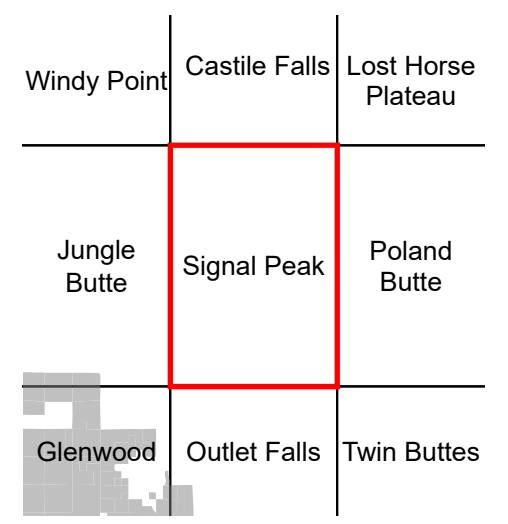 Windy Point
Castile Falls
Lost Horse
Plateau
Jungle
Butte
Signal Peak
Poland
Butte
Glenwood
Outlet Falls
Twin Buttes